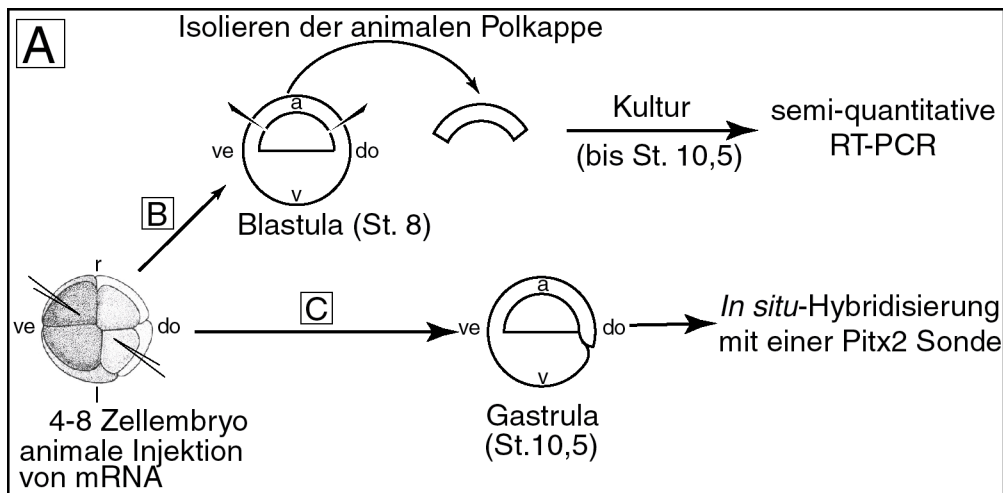 A
Isolieren der animalen Polkappe
a
ve
do
v
Blastula (St. 8)
Kultur
(bis St. 10,5)
semi-quantitative
RT-PCR
B
r
ve
do
l
4-8 Zellembryo
animale Injektion
von mRNA
C
a
ve
do
v
Gastrula
(St.10,5)
In situ-Hybridisierung
mit einer Pitx2 Sonde